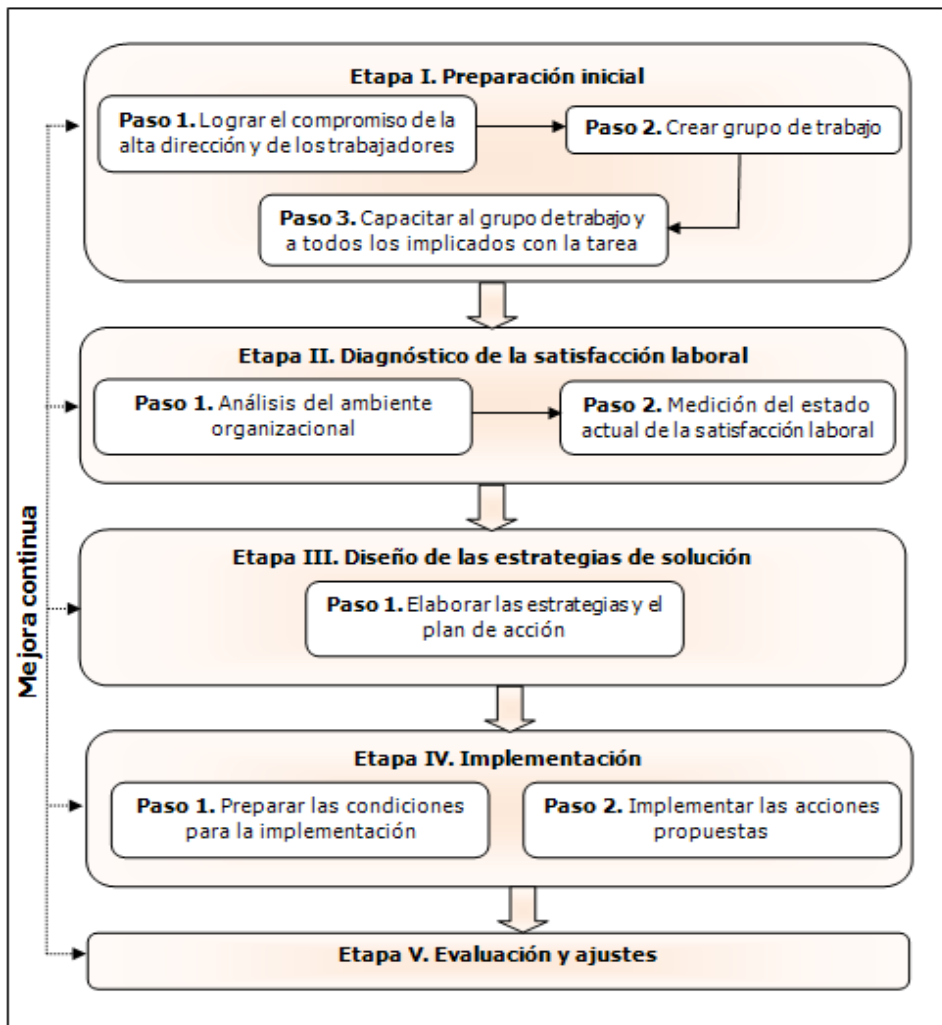 Etapa I. Preparación inicial
Paso 1. Lograr el compromiso de la
alta dirección y de los trabajadores
Paso 2. Crear grupo de trabajo
Paso 3. Capacitar al grupo de trabajo y
a todos los implicados con la tarea
Etapa II. Diagnóstico de la satisfacción laboral
Paso 1. Análisis del ambiente
organizacional
Paso 2. Medición del estado
actual de la satisfacción laboral
Etapa III. Diseño de las estrategias de solución
Paso 1. Elaborar las estrategias y el
plan de acción
Etapa IV. Implementación
Paso 1. Preparar las condiciones
para la implementación
Paso 2. Implementar las acciones
propuestas
Etapa V. Evaluación y ajustes
Mejora continua